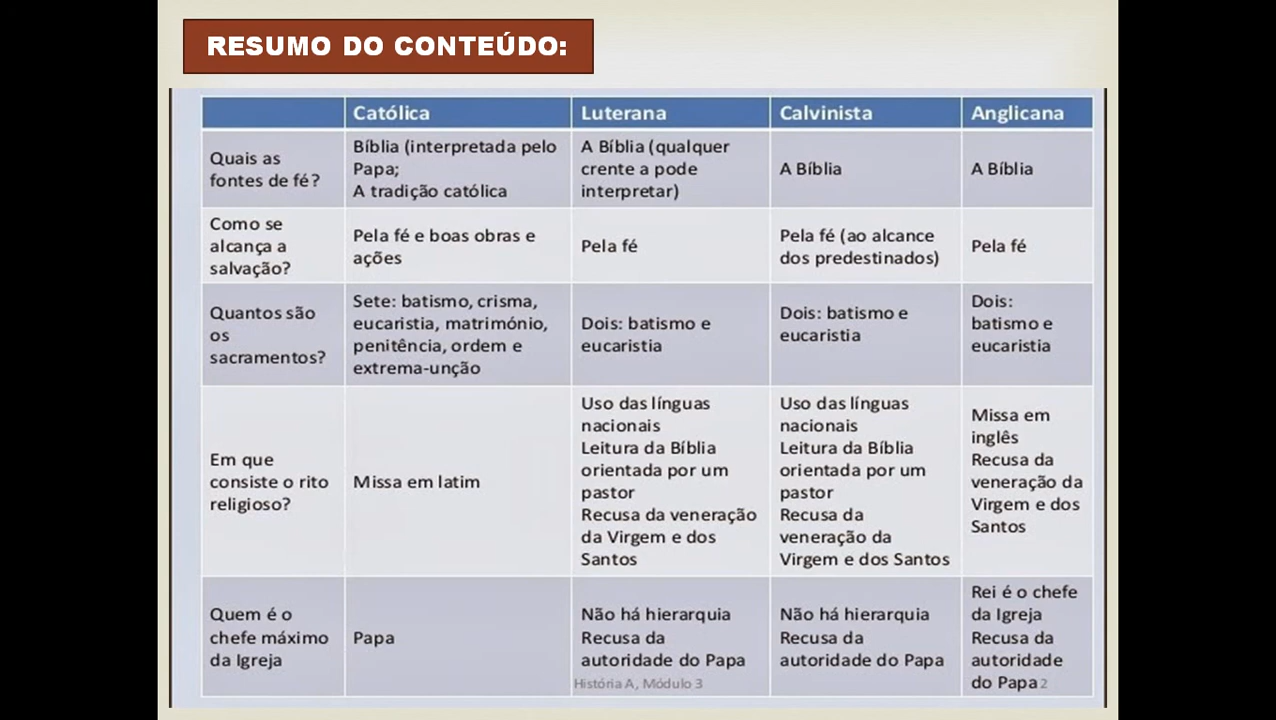 RESUMO DO CONTEÚDO:
Católica
Luterana
Calvinista
Anglicana
Quais as
fontes de fé?
Bíblia (interpretada pelo
Papa;
A tradição católica
A Bíblia (qualquer
crente a pode
interpretar)
A Bíblia
A Bíblia
Como se
alcança a
salvação?
Pela fé e boas obras e
ações
Pela fé
Pela fé (ao alcance
dos predestinados)
Pela fé
Quantos são
os
sacramentos?
Sete: batismo, crisma,
eucaristia, matrimónio,
penitência, ordem e
extrema-unção
Dois: batismo e
eucaristia
Dois: batismo e
eucaristia
Dois:
batismo e
eucaristia
Em que
consiste o rito
religioso?
Missa em latim
Uso das línguas
nacionais
Leitura da Bíblia
orientada por um
pastor
Recusa da veneração
da Virgem e dos
Santos
Uso das línguas
nacionais
Leitura da Bíblia
orientada por um
pastor
Recusa da
veneração da
Virgem e dos Santos
Missa em
inglês
Recusa da
veneração da
Virgem e dos
Santos
Quem é o
chefe máximo
da Igreja
Papa
Não há hierarquia
Recusa da
autoridade do Papa
Não há hierarquia
Recusa da
autoridade do Papa
Rei é o chefe
da Igreja
Recusa da
autoridade
do Papa
História A, Módulo 3
2